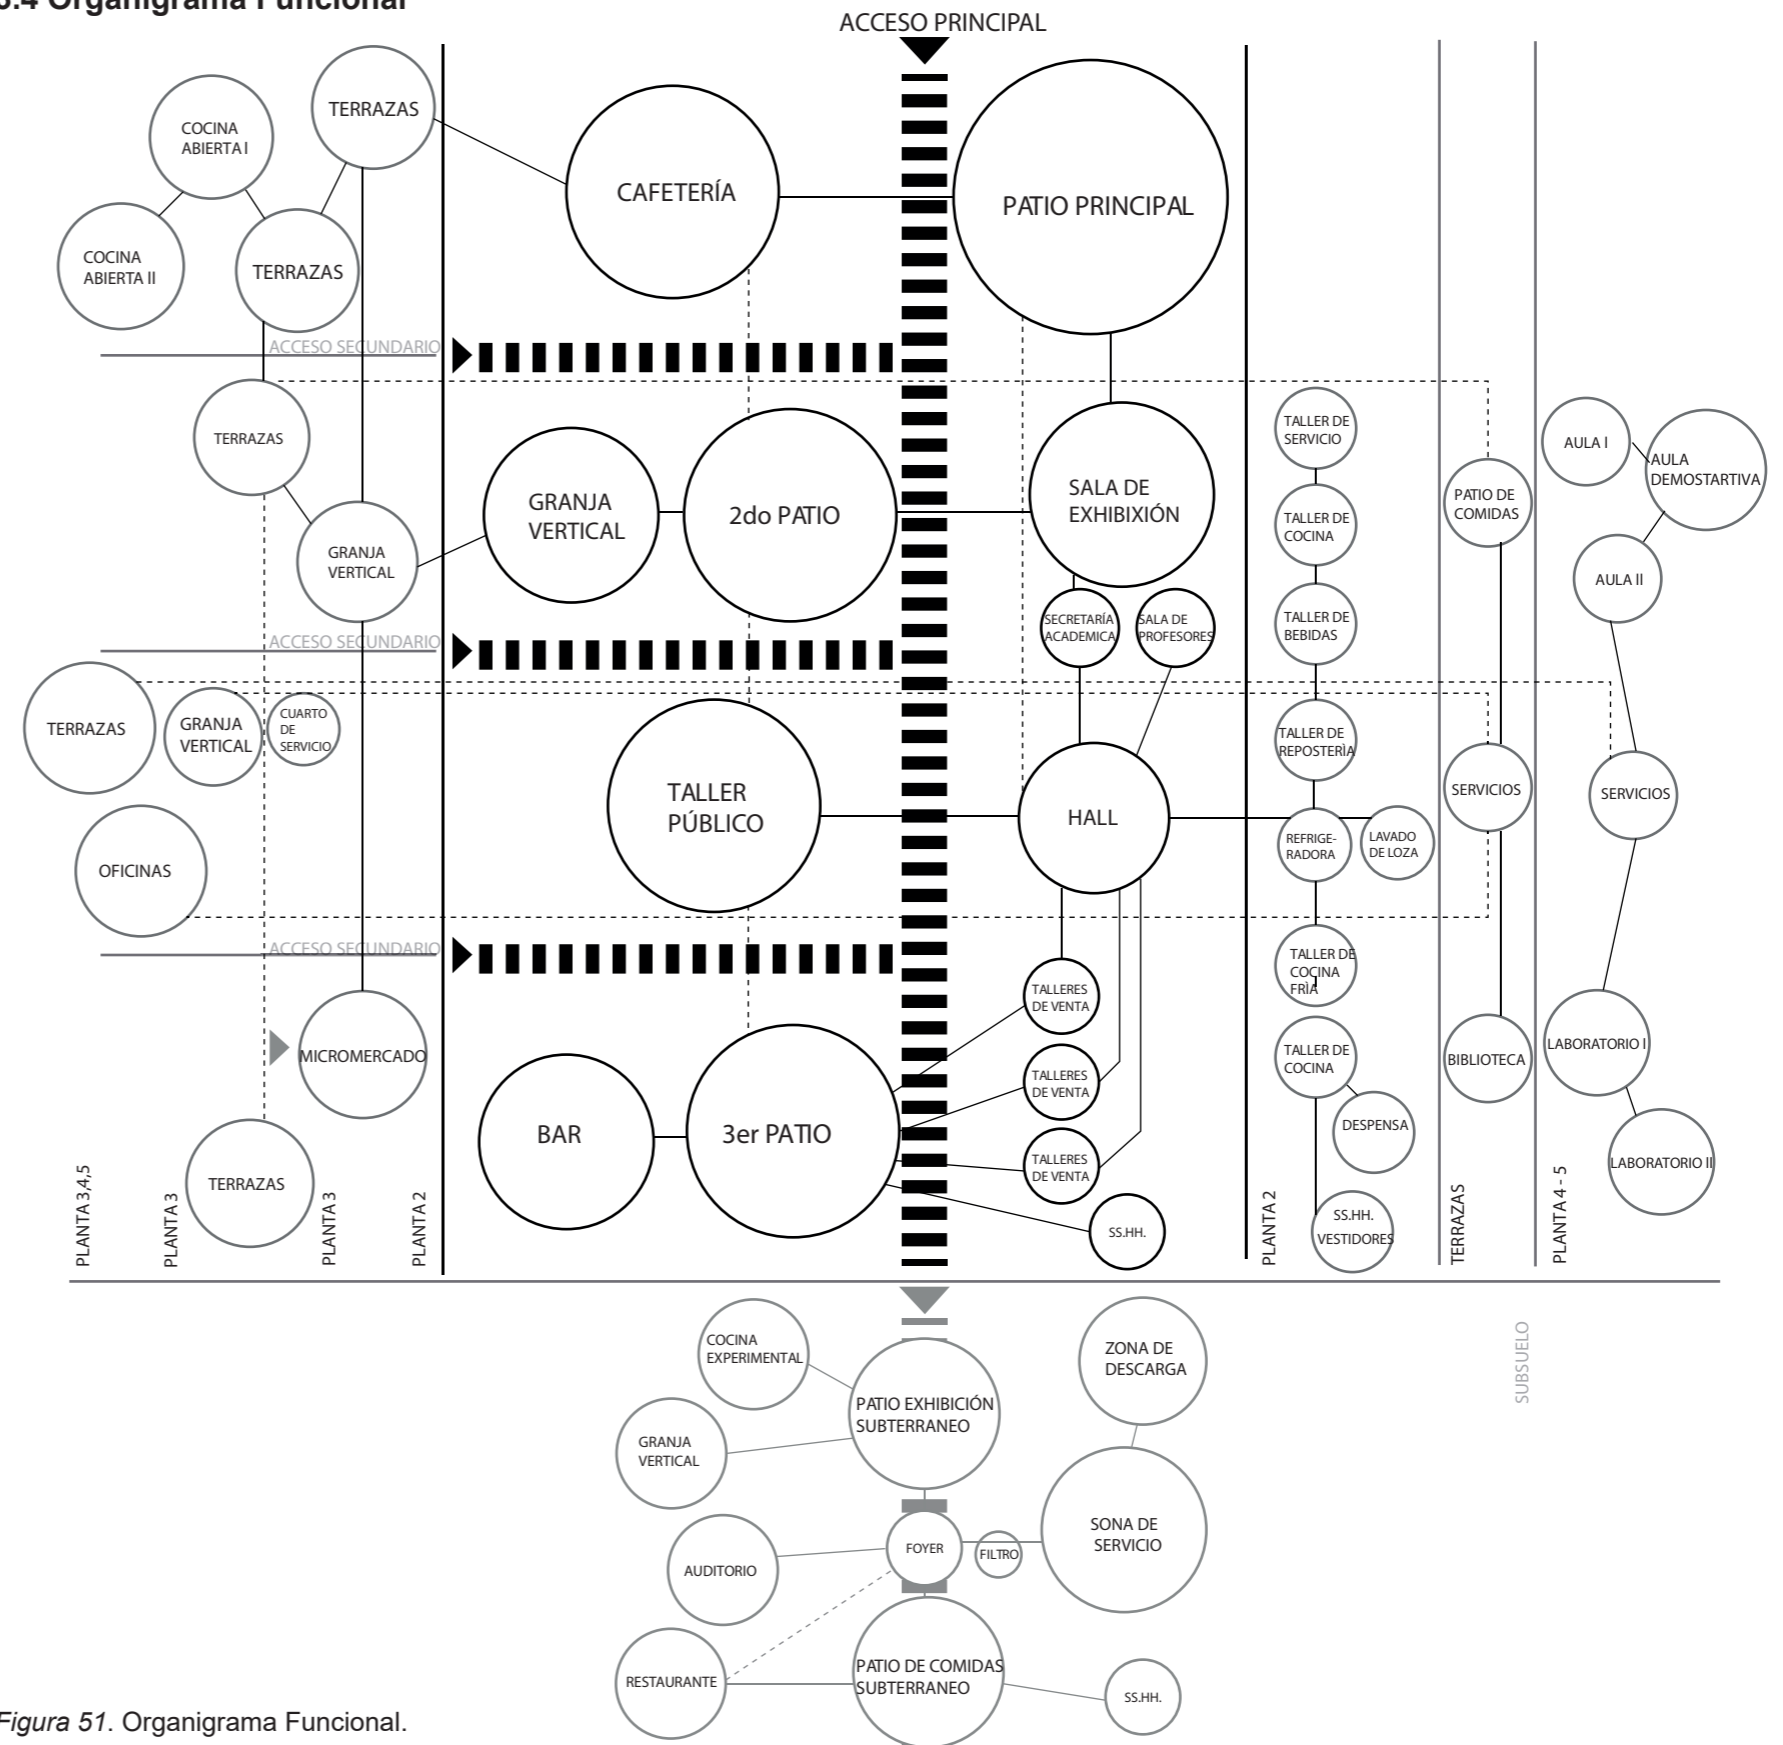 3.4 Organigrama Funcional
ACCESO PRINCIPAL
TERRAZAS
COCINA
ABIERTA I
COCINA
ABIERTA II
TERRAZAS
CAFETERÍA
PATIO PRINCIPAL
ACCESO SECUNDARIO
TERRAZAS
GRANJA
VERTICAL
GRANJA
VERTICAL
2do PATIO
SALA DE
EXHIBIXIÓN
SECRETARÍA
ACADEMICA
SALA DE
PROFESORES
TALLER DE
SERVICIO
TALLER DE
COCINA
TALLER DE
BEBIDAS
PATIO DE
COMIDAS
AULA I
AULA
DEMOSTARTIVA
AULA II
ACCESO SECUNDARIO
TERRAZAS
GRANJA
VERTICAL
CUARTO
DE
SERVICIO
OFICINAS
TALLER
PÚBLICO
HALL
TALLER DE
REPOSTERÌA
REFRIGE-
RADORA
LAVADO
DE LOZA
SERVICIOS
SERVICIOS
ACCESO SECUNDARIO
MICROMERCADO
TERRAZAS
BAR
3er PATIO
TALLERES
DE VENTA
TALLERES
DE VENTA
TALLERES
DE VENTA
SS.HH.
TALLER DE
COCINA
FRÌA
TALLER DE
COCINA
DESPENSA
SS.HH.
VESTIDORES
BIBLIOTECA
LABORATORIO I
LABORATORIO II
PLANTA 3,4,5
PLANTA 3
PLANTA 3
PLANTA 2
PLANTA 2
TERRAZAS
PLANTA 4 - 5
SUBSUELO
COCINA
EXPERIMENTAL
GRANJA
VERTICAL
PATIO EXHIBICIÓN
SUBTERRANEO
ZONA DE
DESCARGA
AUDITORIO
FOYER
FILTRO
SONA DE
SERVICIO
RESTAURANTE
PATIO DE COMIDAS
SUBTERRANEO
SS.HH.
Figura 51. Organigrama Funcional.